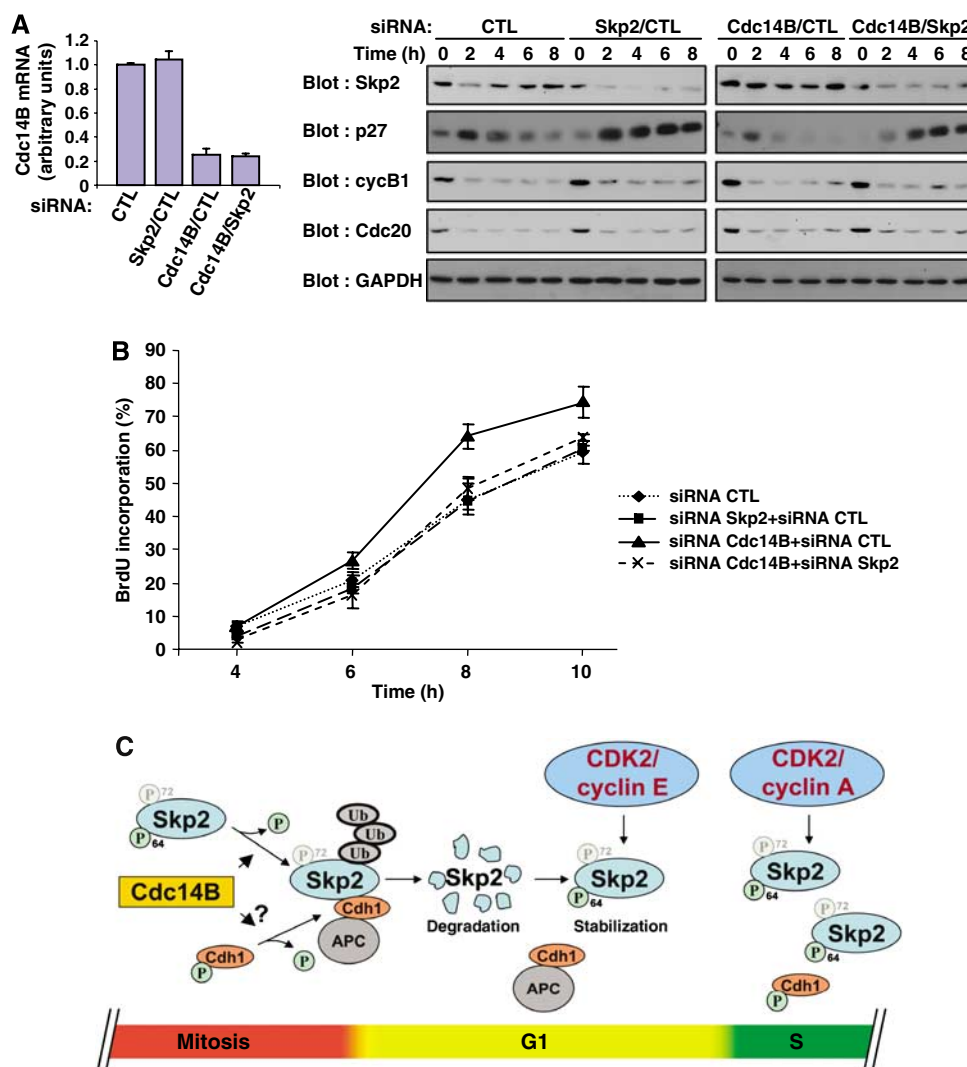 A
Cdc14B mRNA
(arbitrary units)
1.2
1.0
0.8
0.6
0.4
0.2
0
siRNA:
CTL
Skp2/CTL
Cdc14B/CTL
Cdc14B/Skp2
siRNA: CTL Skp2/CTL Cdc14B/CTL Cdc14B/Skp2
Time (h) 0 2 4 6 8 0 2 4 6 8 0 2 4 6 8 0 2 4 6 8
Blot : Skp2
Blot : p27
Blot : cycB1
Blot : Cdc20
Blot : GAPDH
B
BrdU incorporation (%)
90
80
70
60
50
40
30
20
10
0
4 6 8 10
Time (h)
siRNA CTL
siRNA Skp2+siRNA CTL
siRNA Cdc14B+siRNA CTL
siRNA Cdc14B+siRNA Skp2
C
CDK2/
cyclin E
CDK2/
cyclin A
P 72
Skp2
P 64
P
Cdc14B
?
Cdh1
P
P
Ub
Ub
Ub
P 72
Skp2
Cdh1
APC
Skp2
Degradation
P 72
Skp2
P 64
Stabilization
Cdh1
APC
P 72
Skp2
P 64
P 72
Skp2
P 64
Cdh1
P
Mitosis G1 S